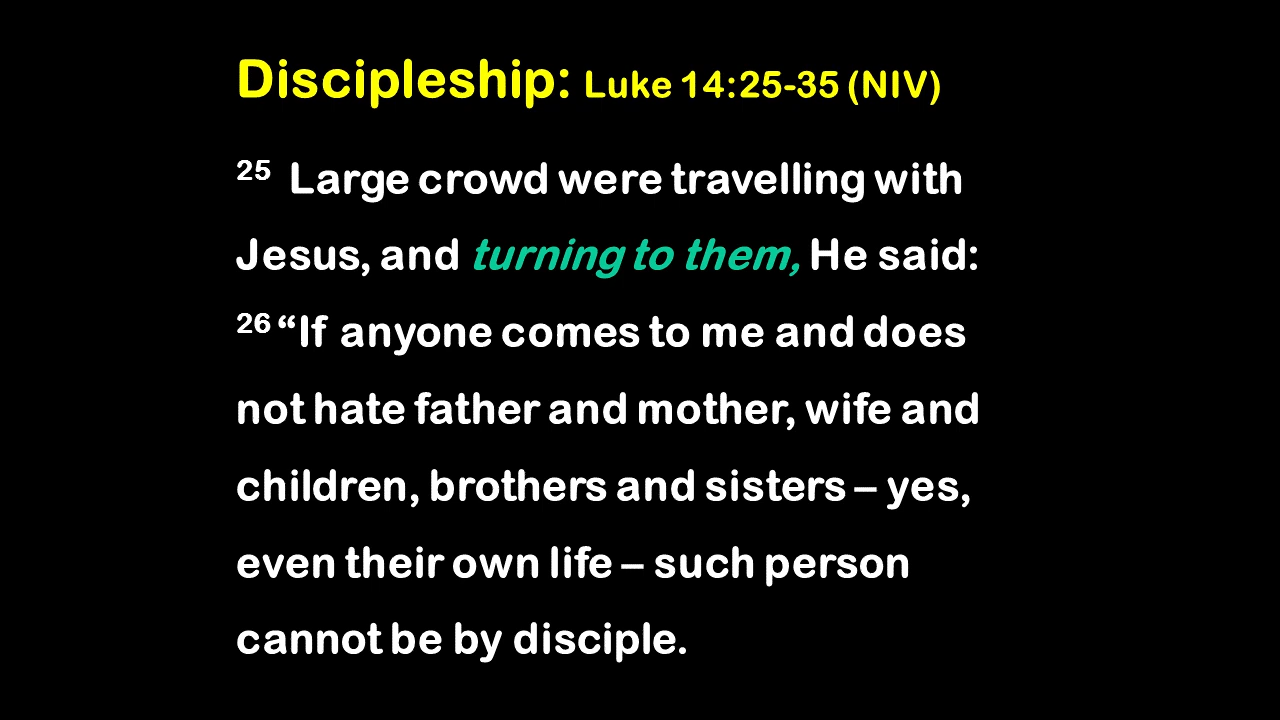 Discipleship: Luke 14:25-35 (NIV)
25 Large crowd were travelling with
Jesus, and turning to them, He said:
26 “If anyone comes to me and does
not hate father and mother, wife and
children, brothers and sisters – yes,
even their own life – such person
cannot be by disciple.